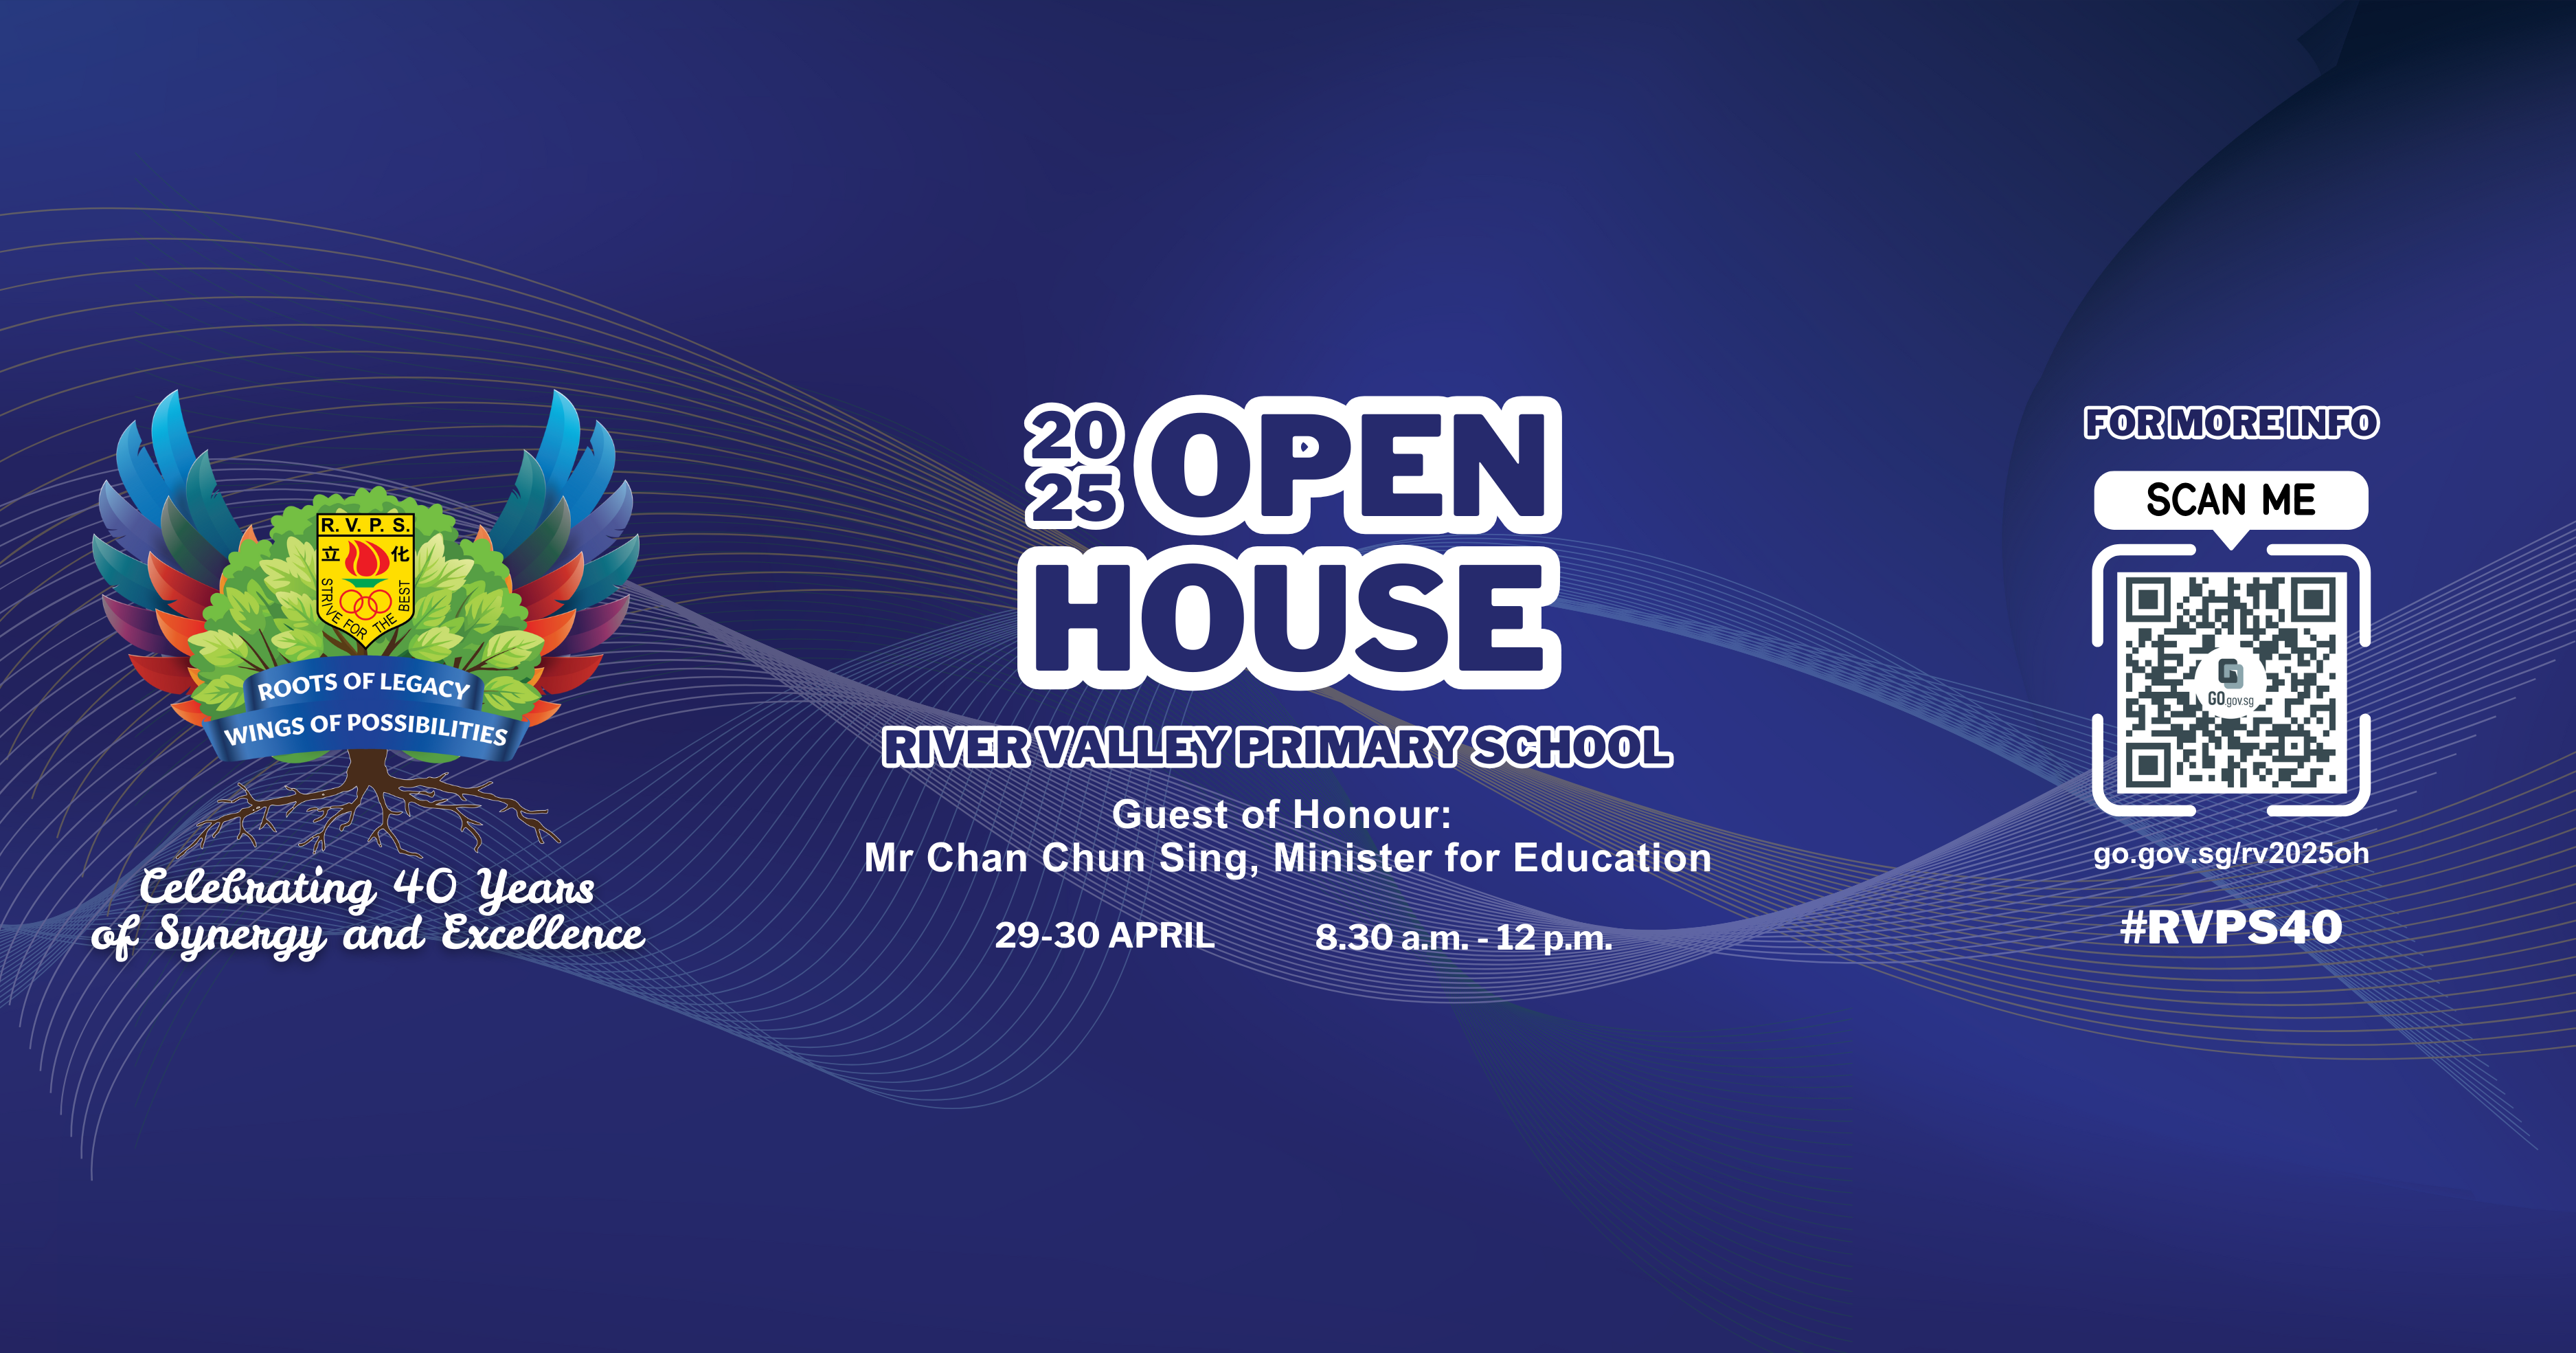 R. V. P. S.
立 化
STRIVE FOR THE BEST
ROOTS OF LEGACY
WINGS OF POSSIBILITIES
Celebrating 40 Years
of Synergy and Excellence
20
25
OPEN
HOUSE
RIVER VALLEY PRIMARY SCHOOL
Guest of Honour:
Mr Chan Chun Sing, Minister for Education
29-30 APRIL 8.30 a.m. - 12 p.m.
FOR MORE INFO
SCAN ME
GO.gov.sg
go.gov.sg/rv2025oh
#RVPS40